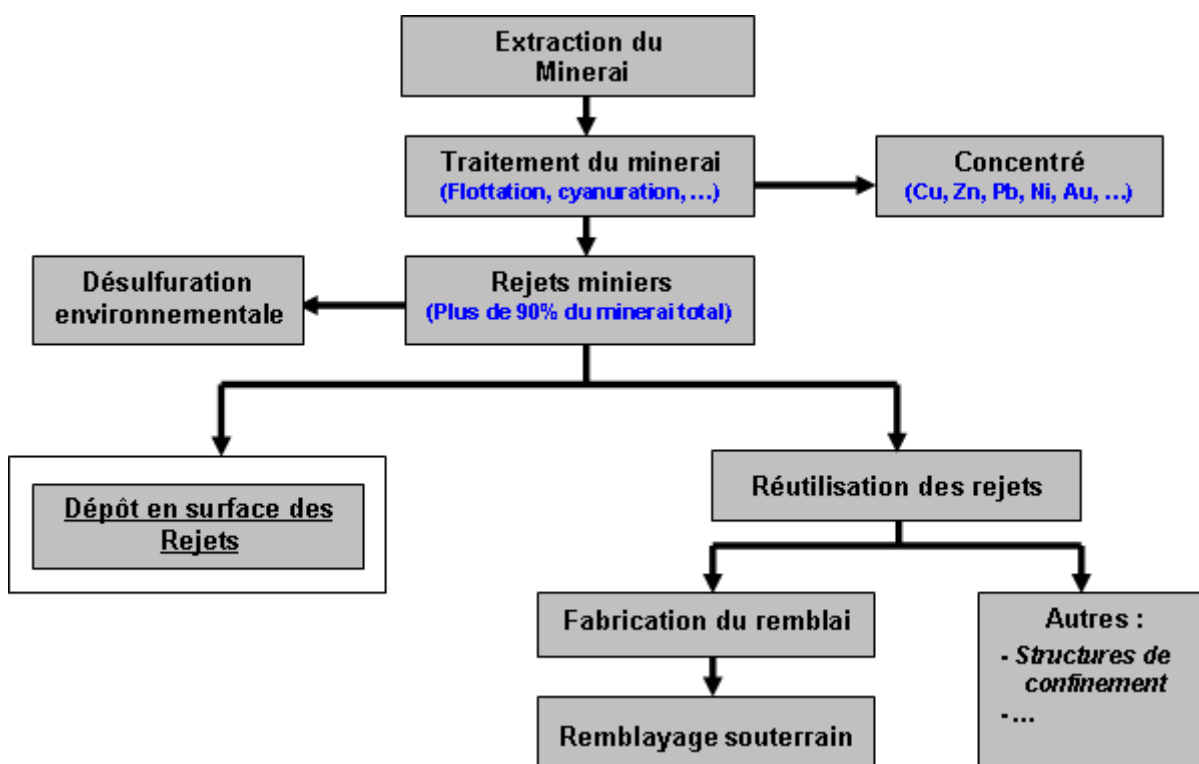 Extraction du
Minerai
Traitement du minerai
(Flottation, cyanuration, ...)
Concentré
(Cu, Zn, Pb, Ni, Au, ...)
Désulfuration
environnementale
Rejets miniers
(Plus de 90% du minerai total)
Dépôt en surface des
Rejets
Réutilisation des rejets
Fabrication du remblai
Remblayage souterrain
Autres :
- Structures de
confinement
-...